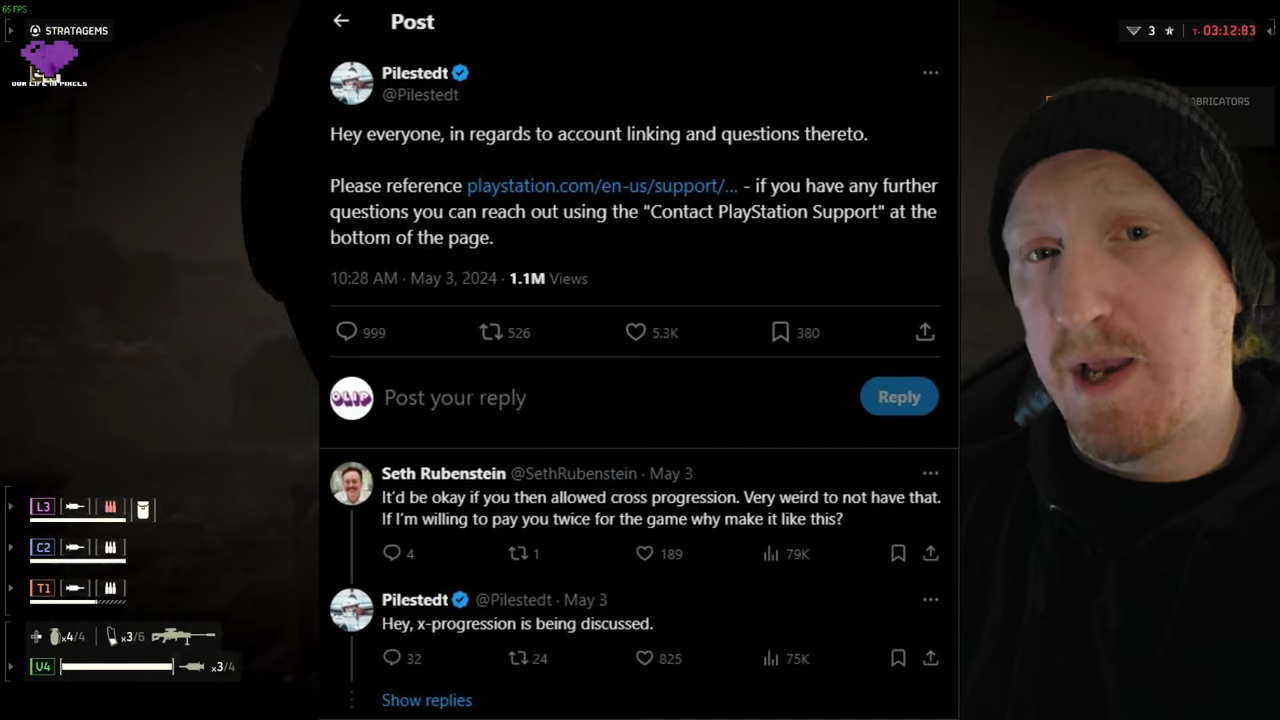 65 FPS
STRATAGEMS
OUR LIFE IN PIXELS
3
T- 03:12:83
Post
Pilestedt
@Pilestedt
Hey everyone, in regards to account linking and questions thereto.
Please reference playstation.com/en-us/support/... - if you have any further
questions you can reach out using the "Contact PlayStation Support" at the
bottom of the page.
10:28 AM · May 3, 2024 · 1.1M Views
999 526 5.3K 380
OLIP
Post your reply
Reply
Seth Rubenstein @SethRubenstein · May 3
It'd be okay if you then allowed cross progression. Very weird to not have that.
If I'm willing to pay you twice for the game why make it like this?
4 1 189 79K
Pilestedt @Pilestedt · May 3
Hey, x-progression is being discussed.
32 24 825 75K
Show replies
L3
C2
T1
x4/4 x3/6
V4 x3/4